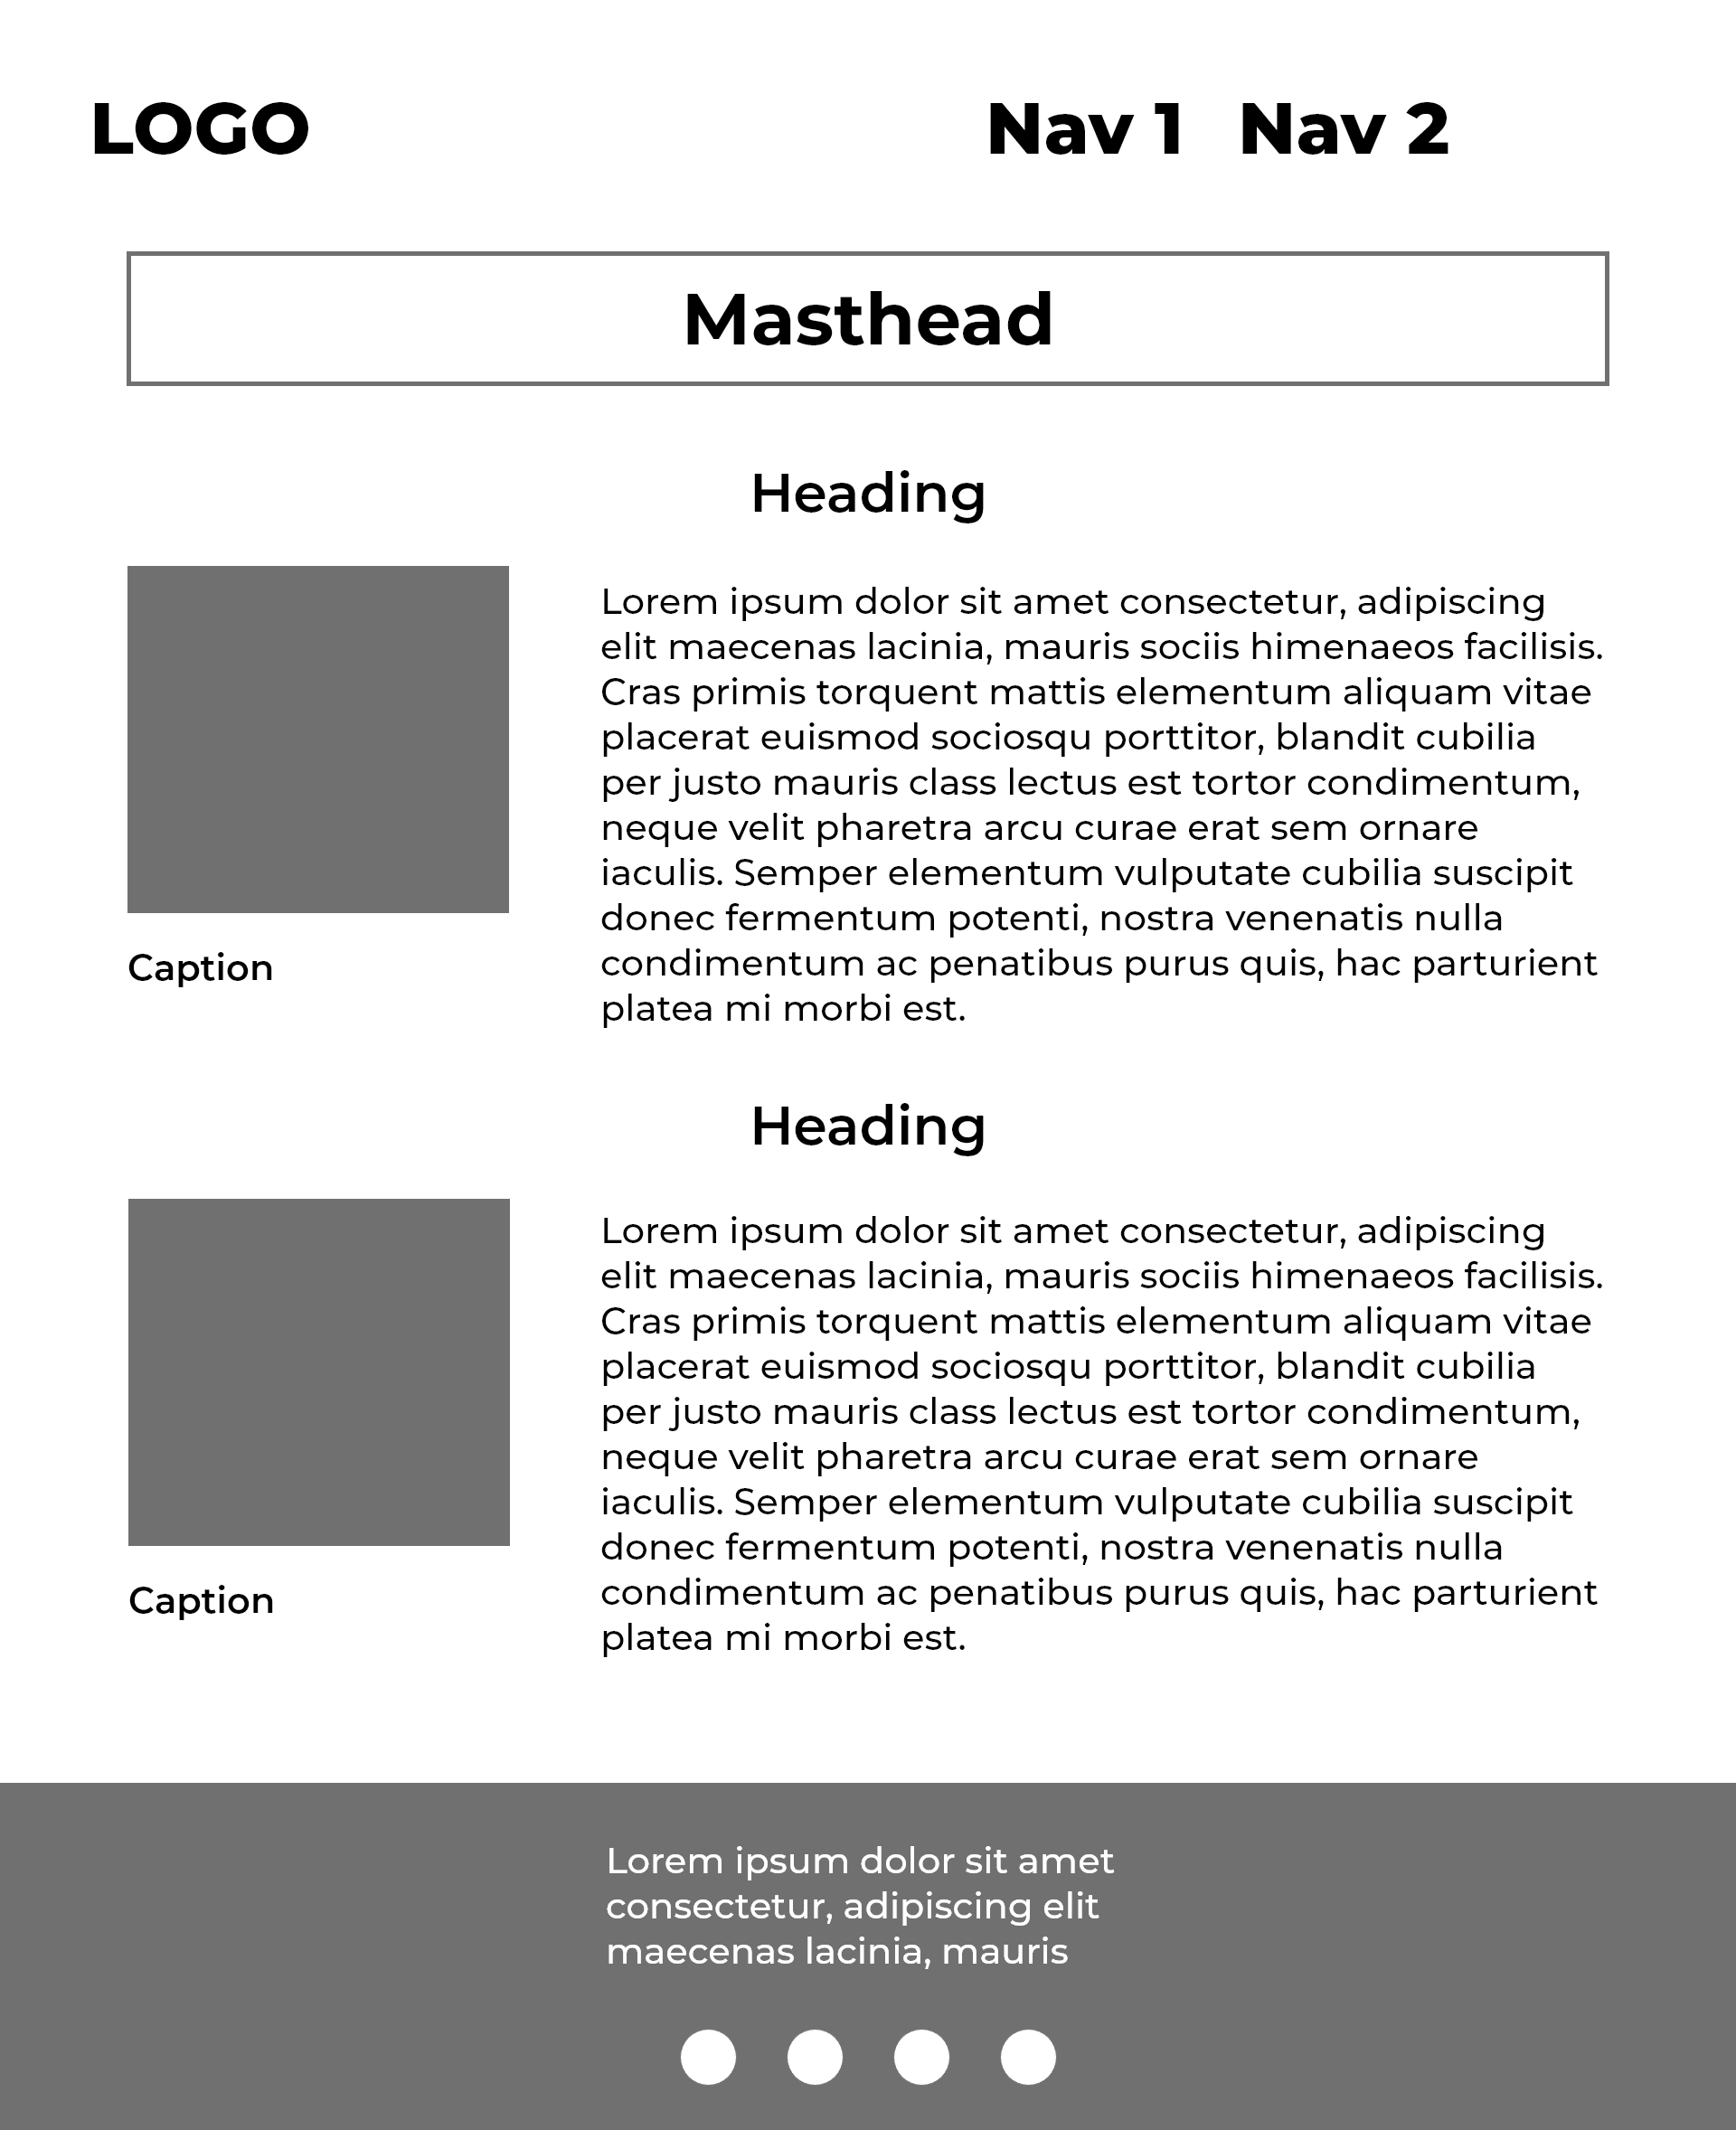 LOGO
Nav 1 Nav 2
Masthead
Heading
Lorem ipsum dolor sit amet consectetur, adipiscing
elit maecenas lacinia, mauris sociis himenaeos facilisis.
Cras primis torquent mattis elementum aliquam vitae
placerat euismod sociosqu porttitor, blandit cubilia
per justo mauris class lectus est tortor condimentum,
neque velit pharetra arcu curae erat sem ornare
iaculis. Semper elementum vulputate cubilia suscipit
donec fermentum potenti, nostra venenatis nulla
condimentum ac penatibus purus quis, hac parturient
platea mi morbi est.
Caption
Heading
Lorem ipsum dolor sit amet consectetur, adipiscing
elit maecenas lacinia, mauris sociis himenaeos facilisis.
Cras primis torquent mattis elementum aliquam vitae
placerat euismod sociosqu porttitor, blandit cubilia
per justo mauris class lectus est tortor condimentum,
neque velit pharetra arcu curae erat sem ornare
iaculis. Semper elementum vulputate cubilia suscipit
donec fermentum potenti, nostra venenatis nulla
condimentum ac penatibus purus quis, hac parturient
platea mi morbi est.
Caption
Lorem ipsum dolor sit amet
consectetur, adipiscing elit
maecenas lacinia, mauris